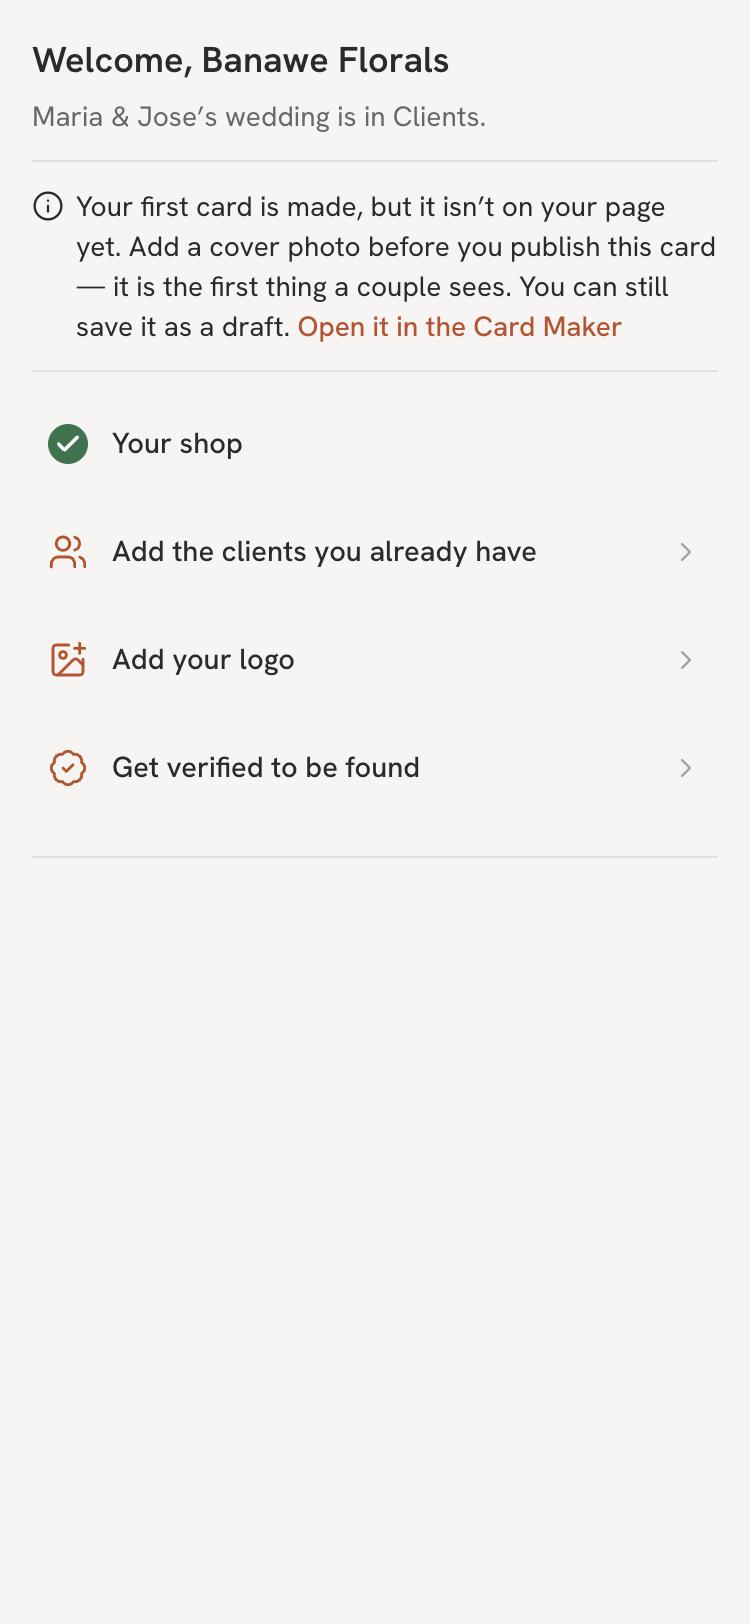 Welcome, Banawe Florals
Maria & Jose’s wedding is in Clients.
Your first card is made, but it isn’t on your page
yet. Add a cover photo before you publish this card
— it is the first thing a couple sees. You can still
save it as a draft. Open it in the Card Maker
Your shop
Add the clients you already have
Add your logo
Get verified to be found